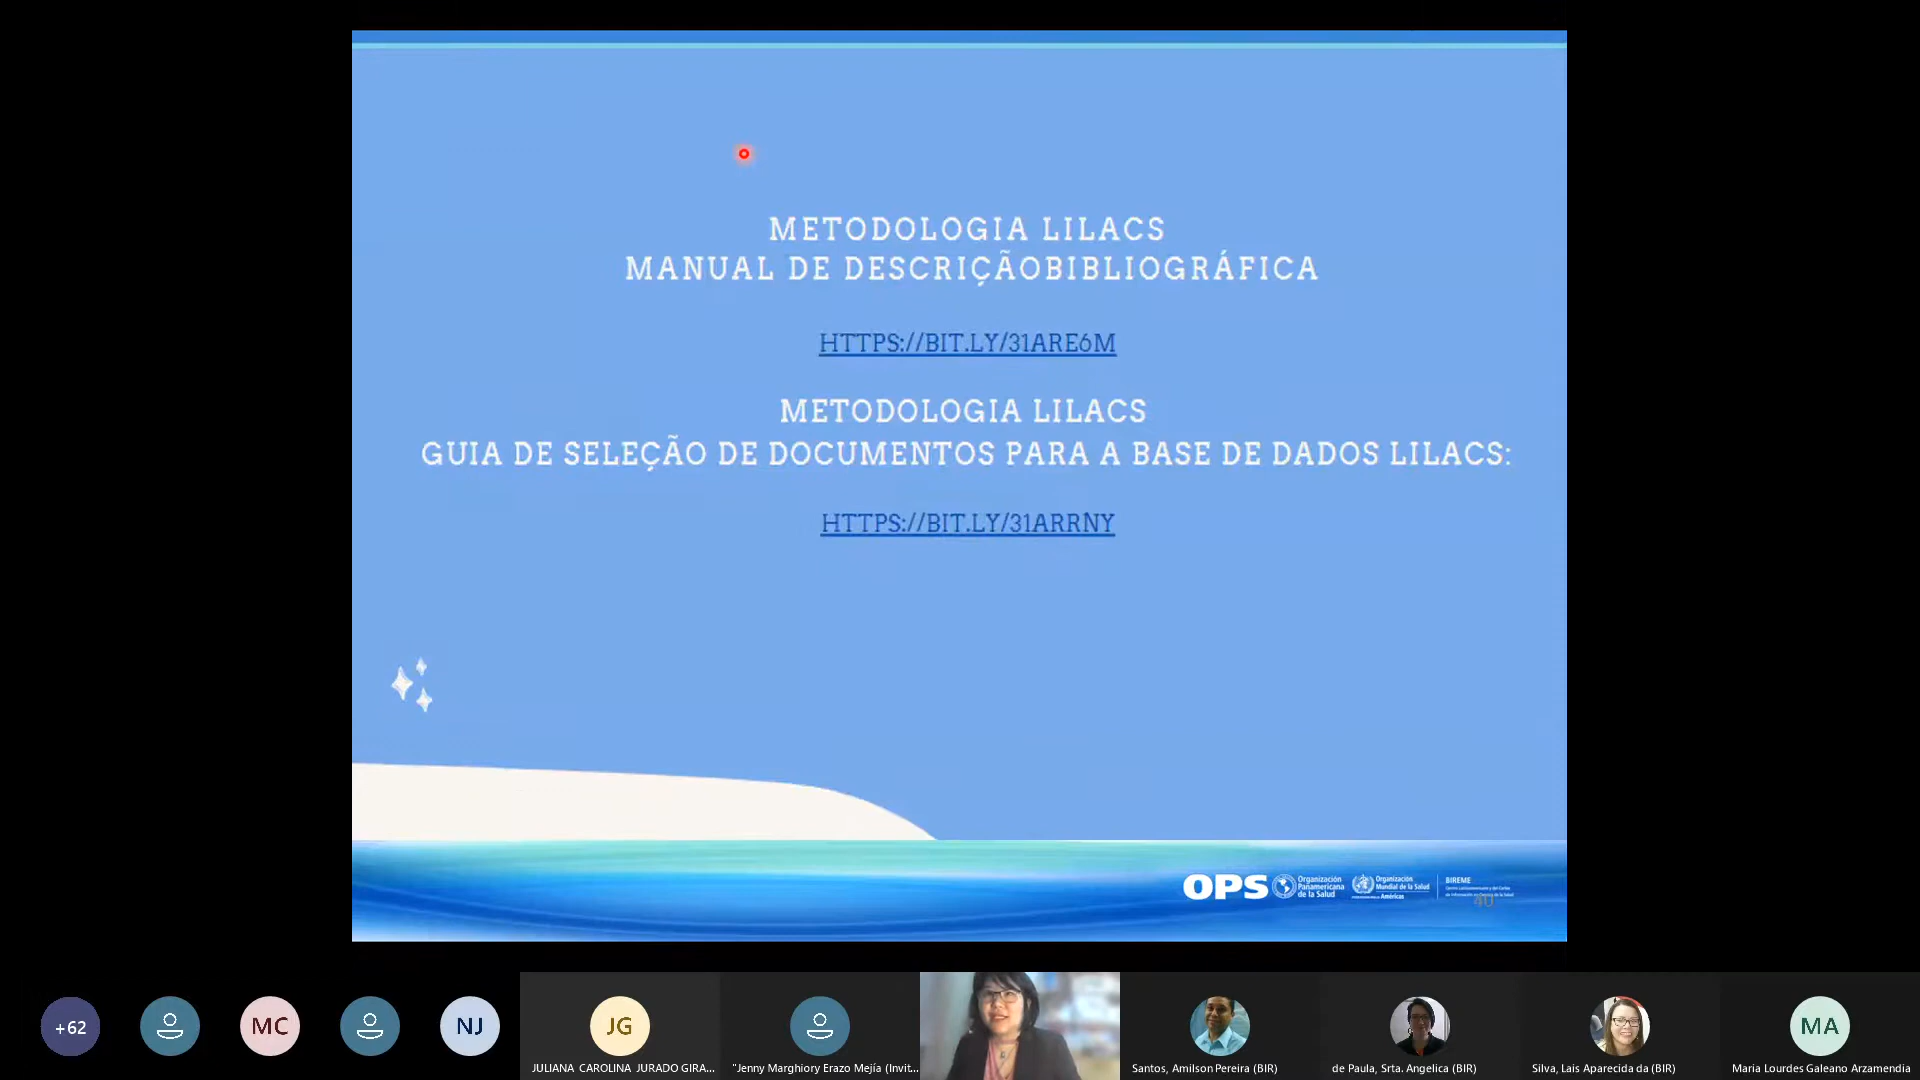 METODOLOGIA LILACS
MANUAL DE DESCRIÇÃOBIBLIOGRÁFICA
HTTPS://BIT.LY/31ARE6M
METODOLOGIA LILACS
GUIA DE SELEÇÃO DE DOCUMENTOS PARA A BASE DE DADOS LILACS:
HTTPS://BIT.LY/31ARRNY
OPS
Organización
Panamericana
de la Salud
Organización
Mundial de la Salud
Américas
BIREME
40
+62
MC
NJ
JG
MA
JULIANA CAROLINA JURADO GIRA...
"Jenny Marghiory Erazo Mejía (Invit...
Santos, Amilson Pereira (BIR)
de Paula, Srta. Angelica (BIR)
Silva, Lais Aparecida da (BIR)
Maria Lourdes Galeano Arzamendia